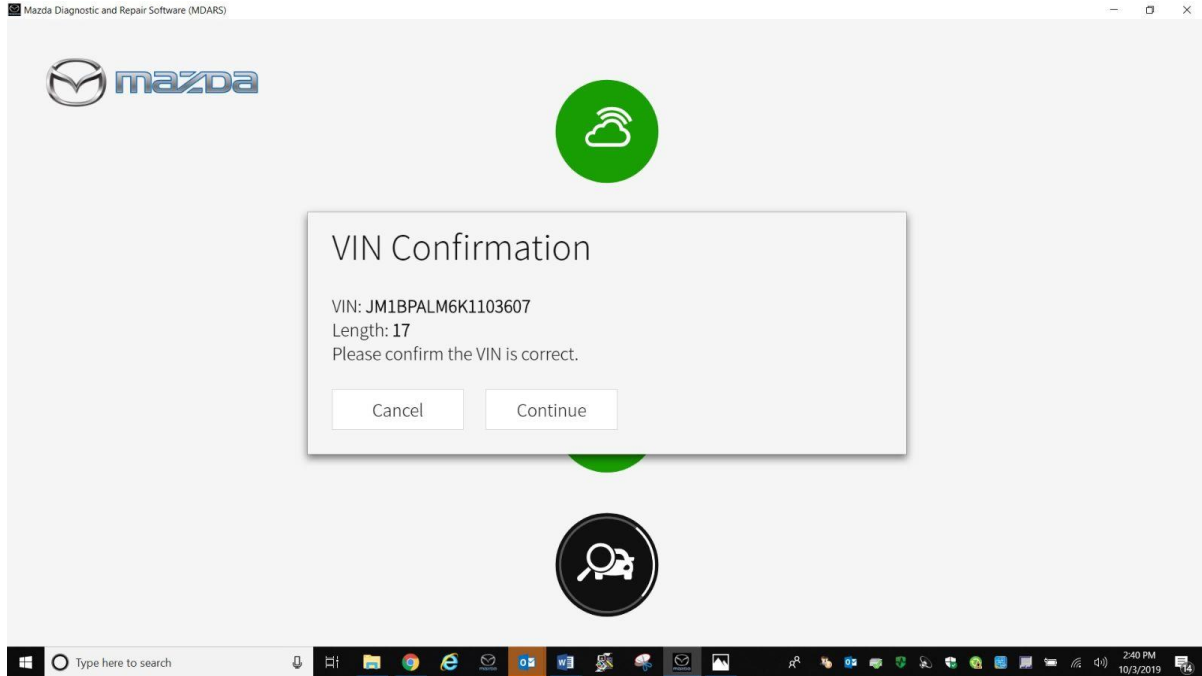 Mazda Diagnostic and Repair Software (MDARS)
mazda
VIN Confirmation
VIN: JM1BPALM6K1103607
Length: 17
Please confirm the VIN is correct.
Cancel
Continue
Type here to search
2:40 PM
10/3/2019
14